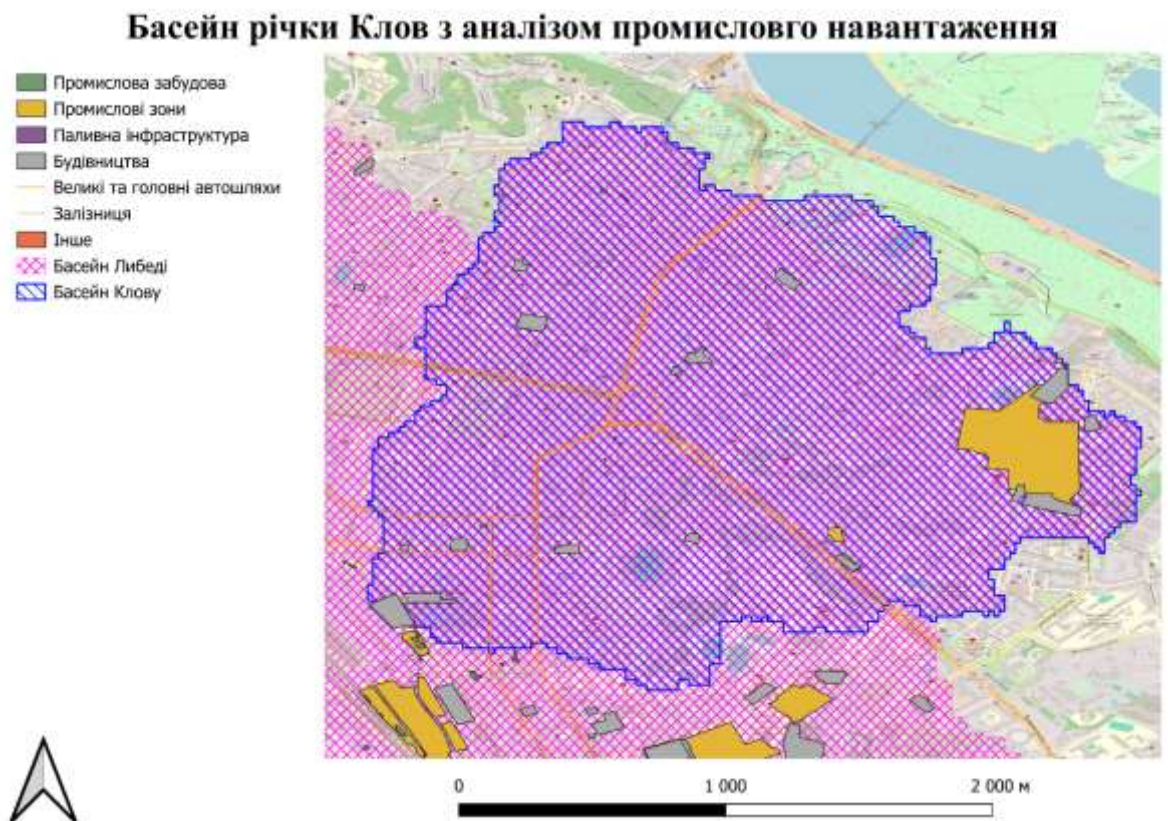 Басейн річки Клов з аналізом промисловго навантаження
Промислова забудова
Промислові зони
Паливна інфраструктура
Будівництва
Великі та головні автошляхи
Залізниця
Інше
Басейн Либеді
Басейн Клову
0 1 000 2 000 м